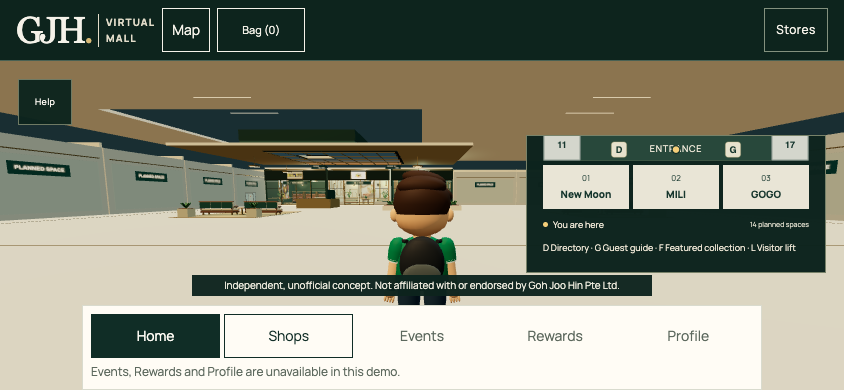 GJH.
VIRTUAL
MALL
Map
Bag (0)
Stores
Help
PLANNED SPACE
PLANNED SPACE
11
D
ENTRANCE
G
17
01
New Moon
02
MILI
03
GOGO
You are here
14 planned spaces
D Directory · G Guest guide · F Featured collection · L Visitor lift
Independent, unofficial concept. Not affiliated with or endorsed by Goh Joo Hin Pte Ltd.
Home
Shops
Events
Rewards
Profile
Events, Rewards and Profile are unavailable in this demo.